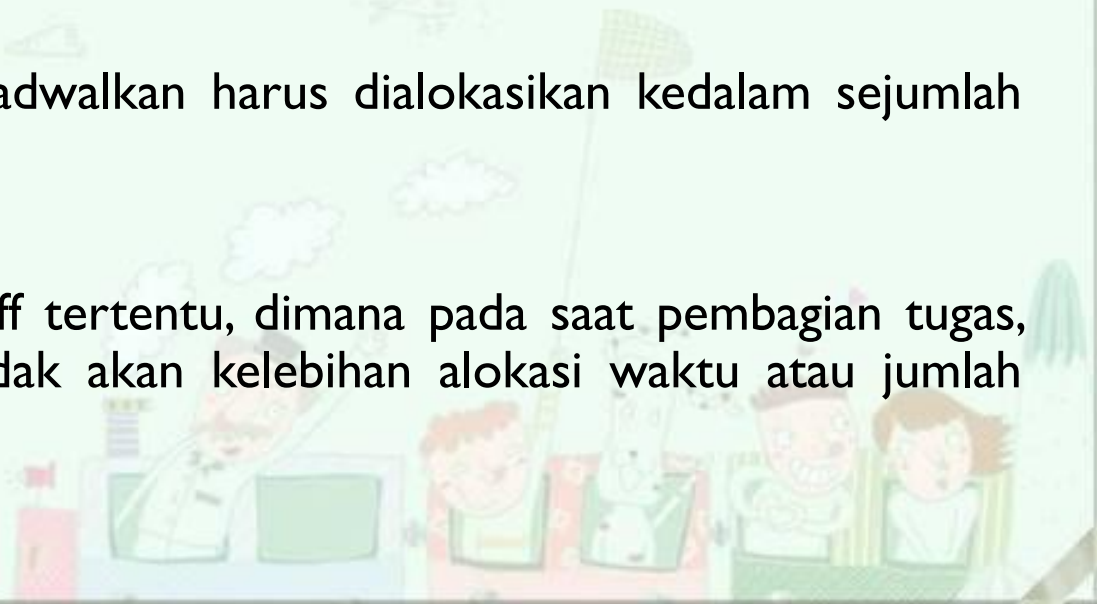 adwalkan harus dialokasikan kedalam sejumlah
ff tertentu, dimana pada saat pembagian tugas,
dak akan kelebihan alokasi waktu atau jumlah